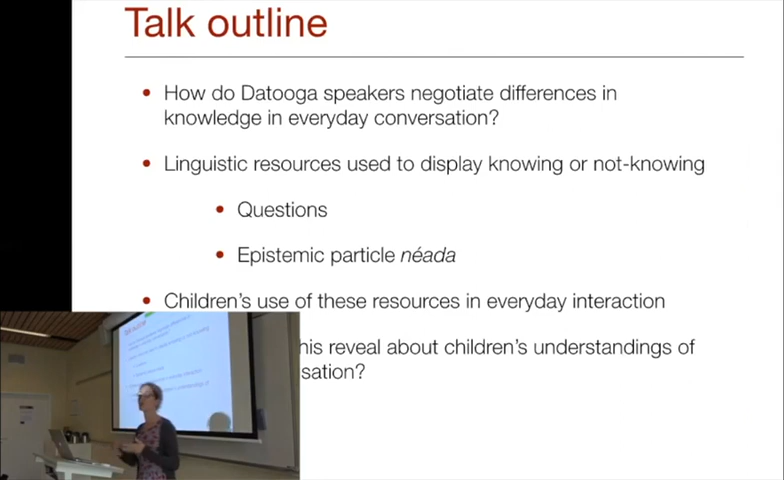 Talk outline
• How do Datooga speakers negotiate differences in
knowledge in everyday conversation?
• Linguistic resources used to display knowing or not-knowing
• Questions
• Epistemic particle néada
• Children's use of these resources in everyday interaction
his reveal about children's understandings of
sation?